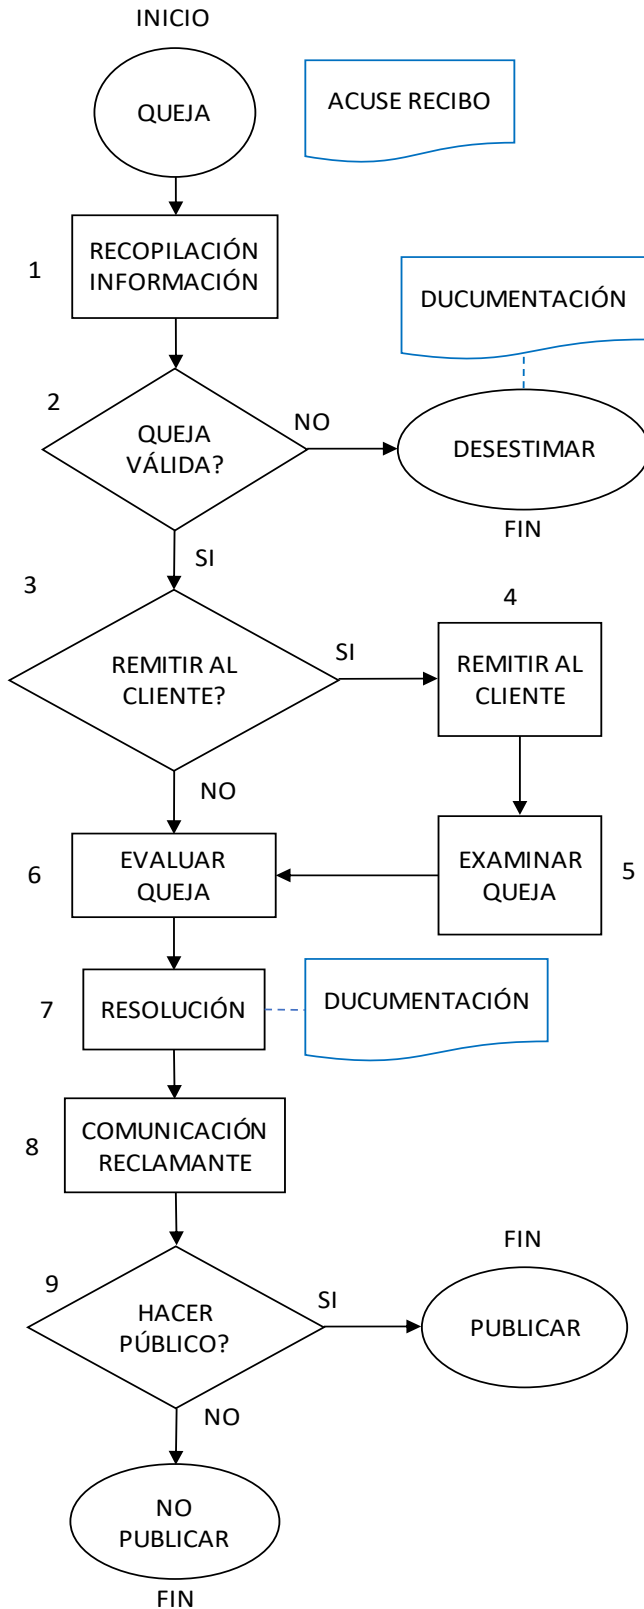 INICIO
QUEJA
ACUSE RECIBO
1
RECOPILACIÓN
INFORMACIÓN
DUCUMENTACIÓN
2
QUEJA
VÁLIDA?
NO
DESESTIMAR
FIN
SI
3
4
REMITIR AL
CLIENTE?
SI
REMITIR AL
CLIENTE
NO
6
EVALUAR
QUEJA
EXAMINAR
QUEJA
5
7
RESOLUCIÓN
DUCUMENTACIÓN
8
COMUNICACIÓN
RECLAMANTE
9
HACER
PÚBLICO?
SI
FIN
PUBLICAR
NO
NO
PUBLICAR
FIN